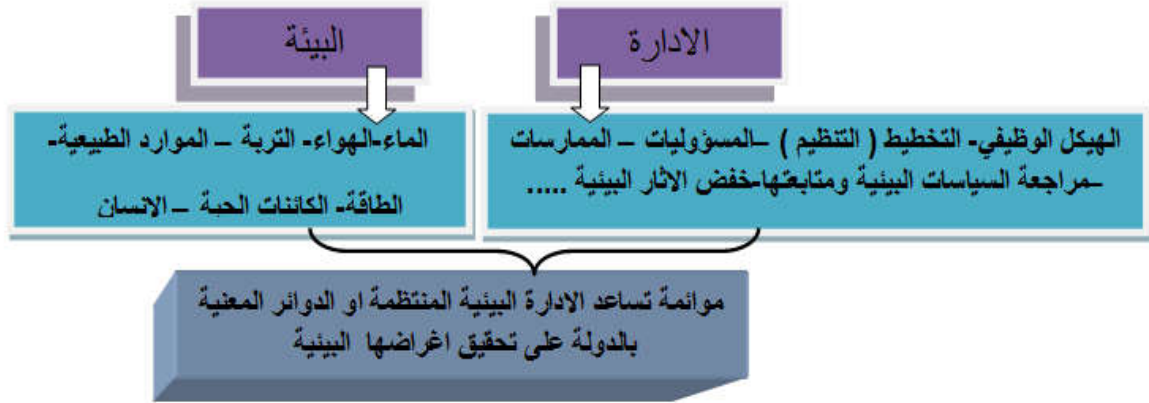 الادارة
البيئة
الهيكل الوظيفي- التخطيط ( التنظيم ) –المسؤوليات – الممارسات
–مراجعة السياسات البيئية ومتابعتها-خفض الاثار البيئية .....
الماء-الهواء- التربة – الموارد الطبيعية-
الطاقة- الكائنات الحية – الانسان
موائمة تساعد الادارة البيئية المنتظمة او الدوائر المعنية
بالدولة على تحقيق اغراضها البيئية